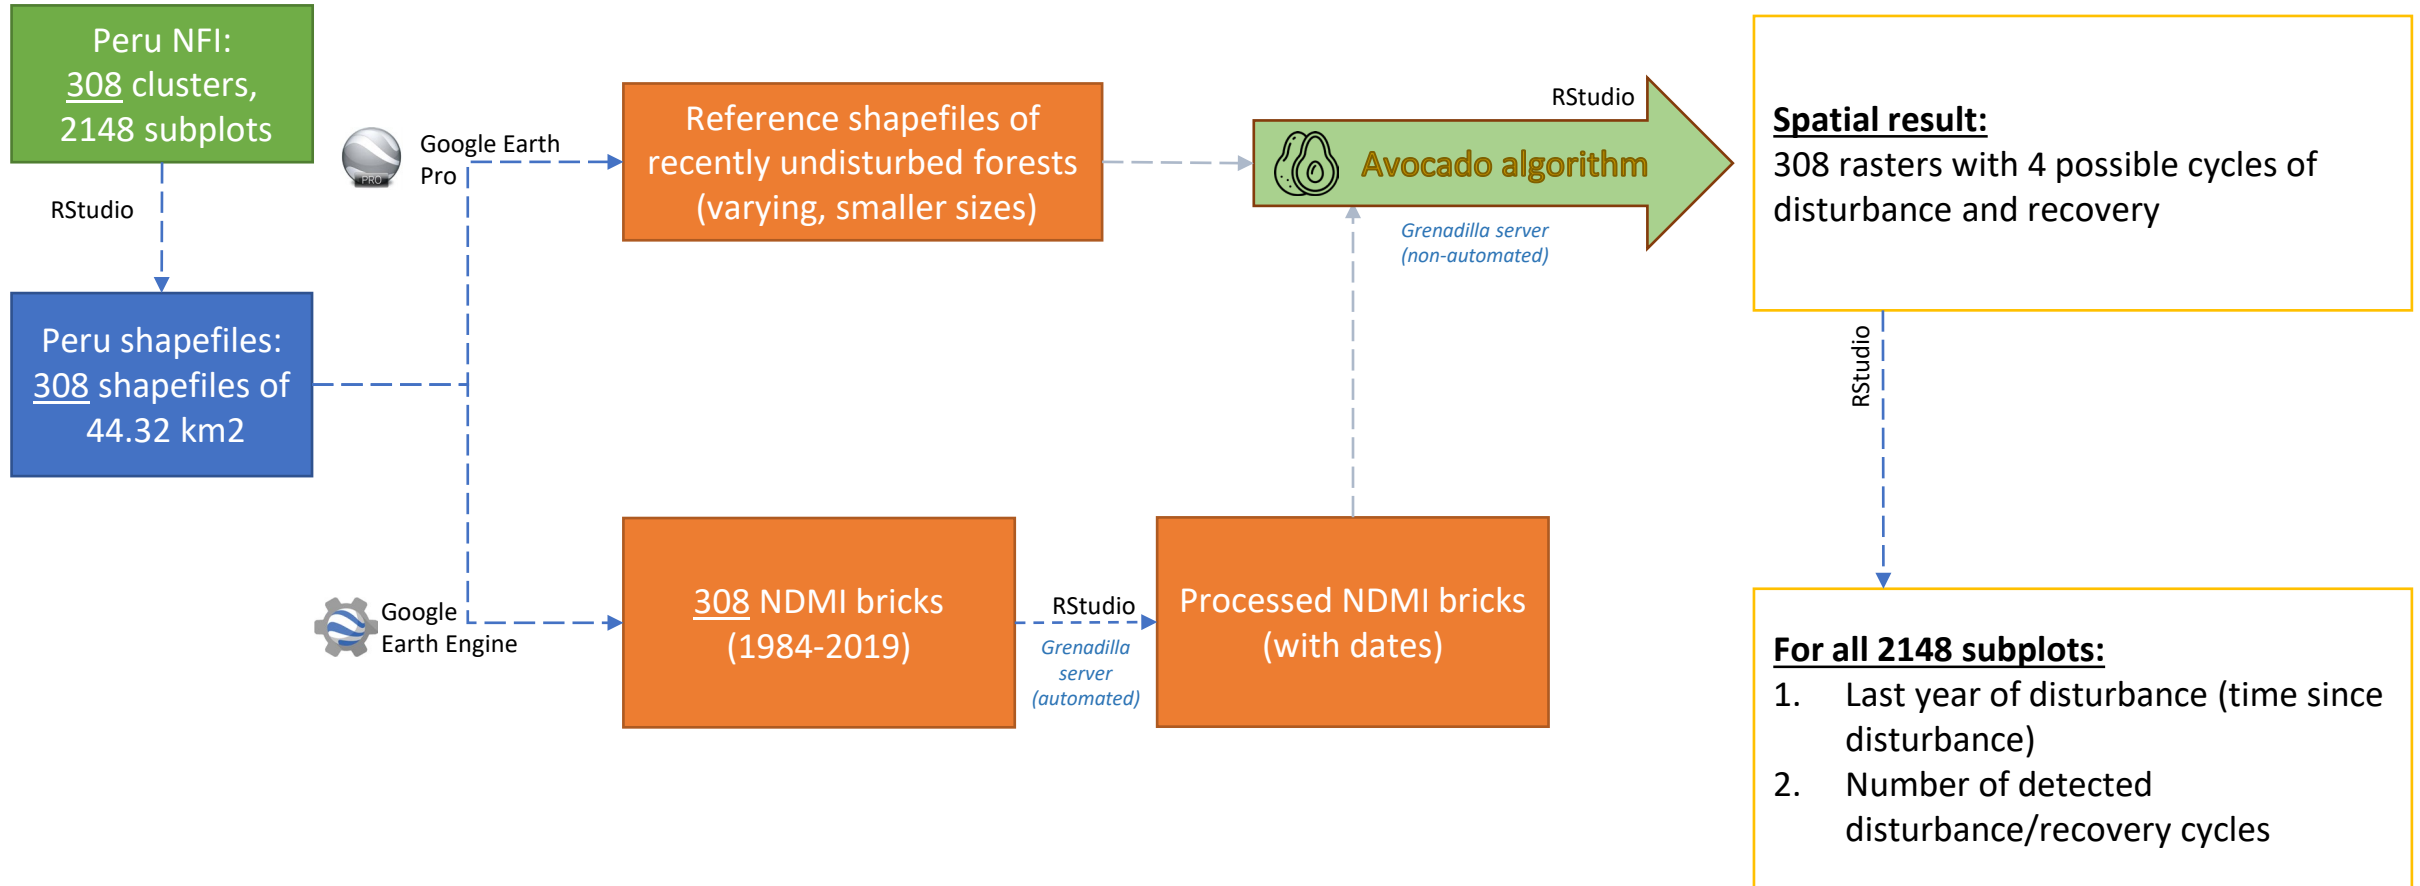 Peru NFI:
308 clusters,
2148 subplots
RStudio
Peru shapefiles:
308 shapefiles of
44.32 km2
PRO
Google Earth
Pro
Reference shapefiles of
recently undisturbed forests
(varying, smaller sizes)
Google
Earth Engine
308 NDMI bricks
(1984-2019)
RStudio
Grenadilla
server
(automated)
Processed NDMI bricks
(with dates)
RStudio
Avocado algorithm
Grenadilla server
(non-automated)
Spatial result:
308 rasters with 4 possible cycles of
disturbance and recovery
RStudio
For all 2148 subplots:
1. Last year of disturbance (time since
disturbance)
2. Number of detected
disturbance/recovery cycles